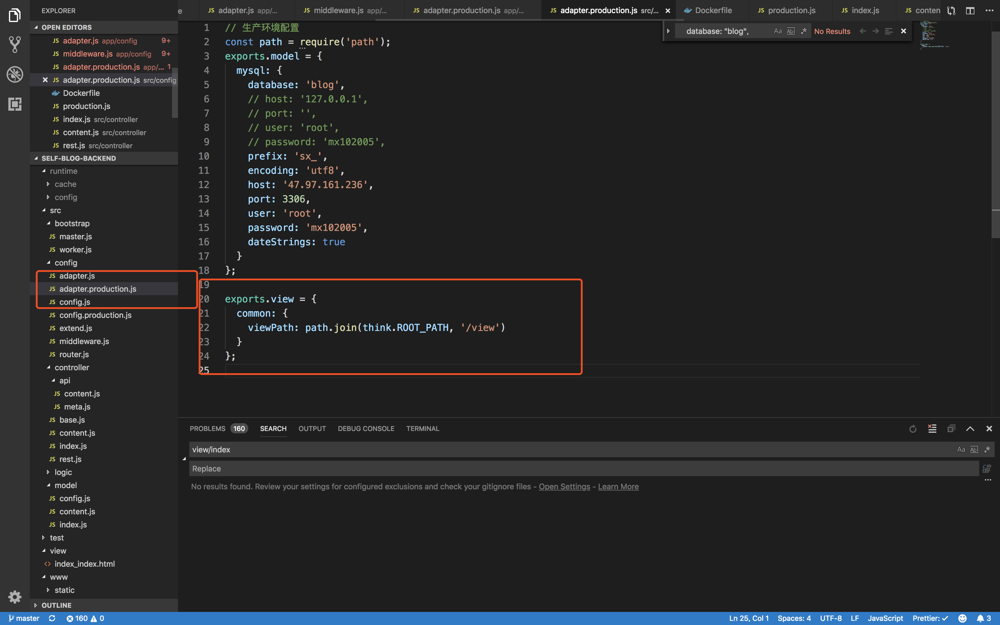 EXPLORER
OPEN EDITORS
JS adapter.js app/config 9+
JS middleware.js app/config 9+
JS adapter.production.js app/... 1
JS adapter.production.js src/config
Dockerfile
JS production.js
JS index.js src/controller
JS content.js src/controller
JS rest.js src/controller
SELF-BLOG-BACKEND
runtime
cache
config
src
bootstrap
JS master.js
JS worker.js
config
JS adapter.js
JS adapter.production.js
JS config.js
JS config.production.js
JS extend.js
JS middleware.js
JS router.js
controller
api
JS content.js
JS meta.js
JS base.js
JS content.js
JS index.js
JS rest.js
logic
model
JS config.js
JS content.js
JS index.js
test
view
<> index_index.html
www
static
OUTLINE
e JS adapter.js app/... JS middleware.js app/... JS adapter.production.js app/... JS adapter.production.js src/... Dockerfile JS production.js JS index.js JS conten
database: "blog", Aa Abl .* No Results
1 // 生产环境配置
2 const path = require('path');
3 exports.model = {
4 mysql: {
5 database: 'blog',
6 // host: '127.0.0.1',
7 // port: '',
8 // user: 'root',
9 // password: 'mx102005',
10 prefix: 'sx_',
11 encoding: 'utf8',
12 host: '47.97.161.236',
13 port: 3306,
14 user: 'root',
15 password: 'mx102005',
16 dateStrings: true
17 }
18 };
19
20 exports.view = {
21 common: {
22 viewPath: path.join(think.ROOT_PATH, '/view')
23 }
24 };
25
PROBLEMS 160 SEARCH OUTPUT DEBUG CONSOLE TERMINAL
view/index Aa Abl .*
Replace
No results found. Review your settings for configured exclusions and check your gitignore files - Open Settings - Learn More
master 160 0 Ln 25, Col 1 Spaces: 4 UTF-8 LF JavaScript Prettier: ✓ 3